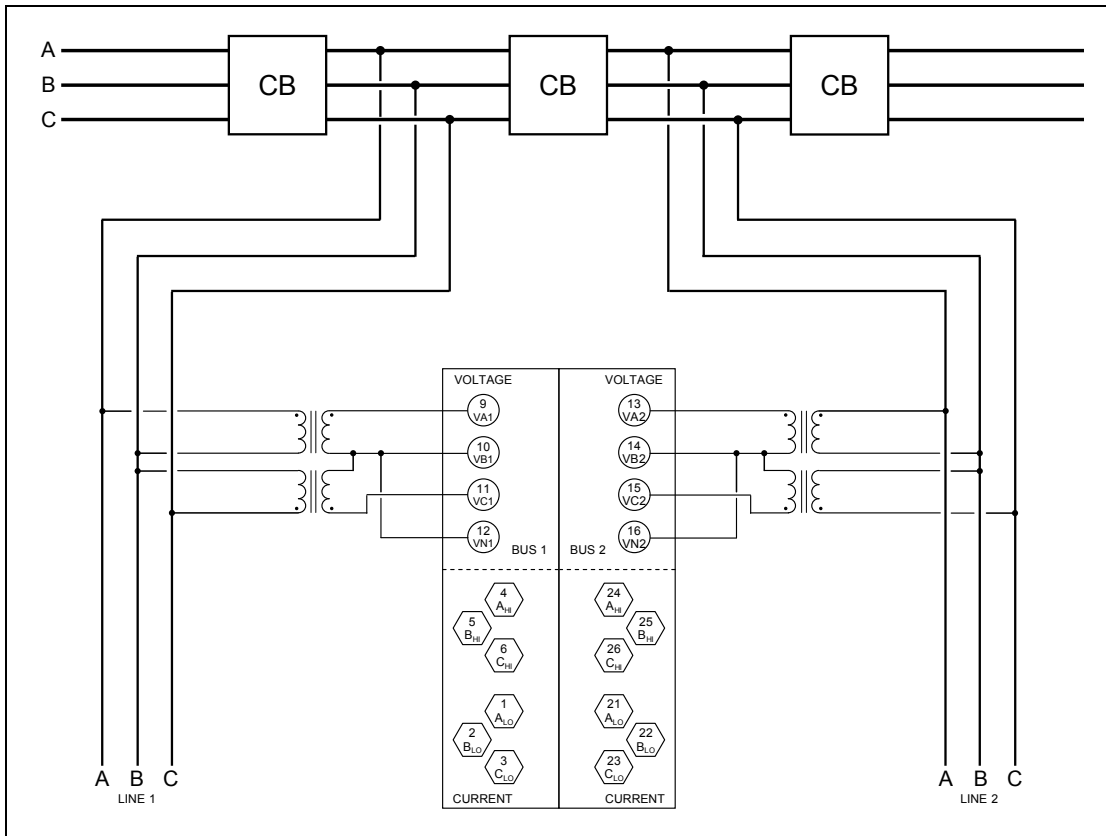 A
B
C
CB
CB
CB
VOLTAGE
VOLTAGE
9
VA1
13
VA2
10
VB1
14
VB2
11
VC1
15
VC2
12
VN1
16
VN2
BUS 1
BUS 2
4
AHI
24
AHI
5
BHI
25
BHI
6
CHI
26
CHI
1
ALO
21
ALO
2
BLO
22
BLO
3
CLO
23
CLO
CURRENT
CURRENT
A B C
LINE 1
A B C
LINE 2